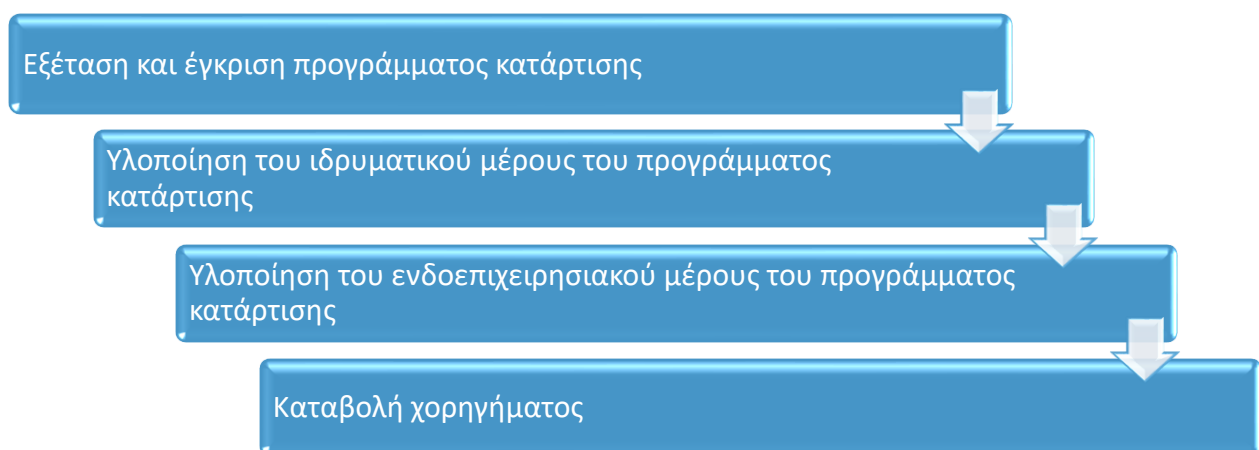 Εξέταση και έγκριση προγράμματος κατάρτισης
Υλοποίηση του ιδρυματικού μέρους του προγράμματος
κατάρτισης
Υλοποίηση του ενδοεπιχειρησιακού μέρους του προγράμματος
κατάρτισης
Καταβολή χορηγήματος